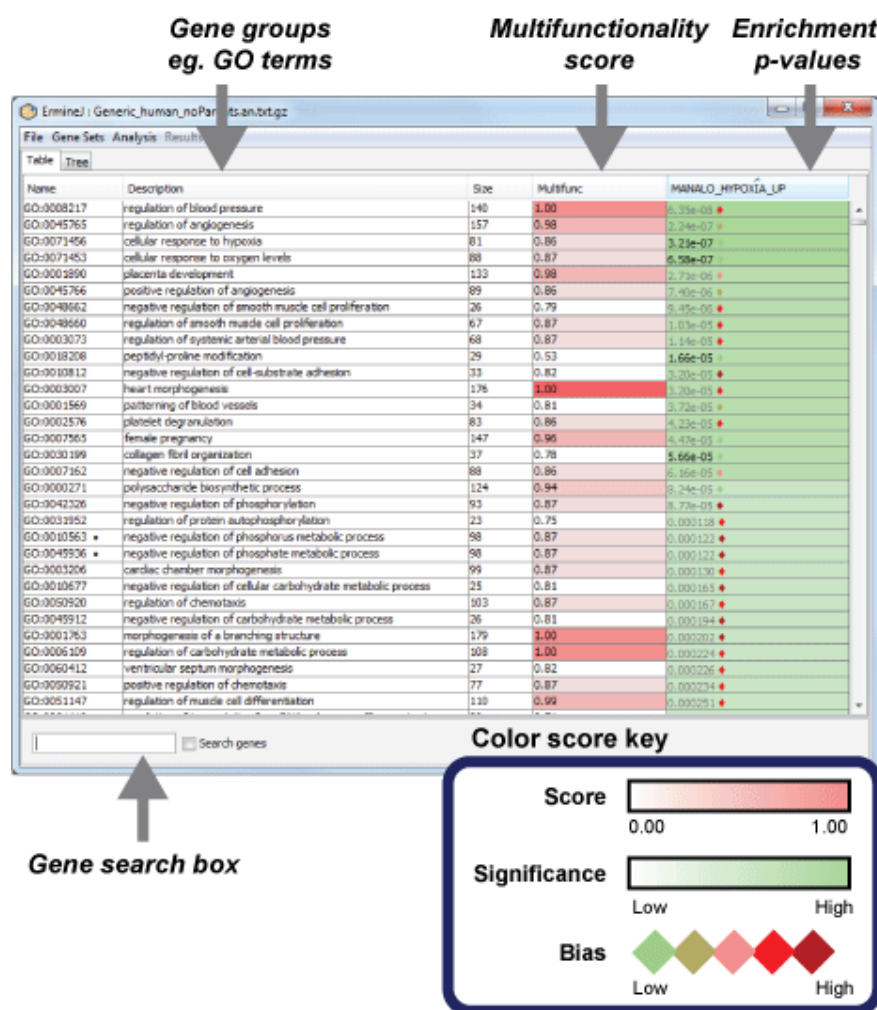 Gene groups eg. GO terms
Multifunctionality score
Enrichment p-values
ErmineJ : Generic_human_noParents.an.txt.gz
File Gene Sets Analysis Results
Table Tree
Name Description Size Multifunc MANALO_HYPOXIA_UP
GO:0008217 regulation of blood pressure 140 1.00 6.35e-08
GO:0045765 regulation of angiogenesis 157 0.98 2.24e-07
GO:0071456 cellular response to hypoxia 81 0.86 3.21e-07
GO:0071453 cellular response to oxygen levels 88 0.87 6.58e-07
GO:0001890 placenta development 133 0.98 2.71e-06
GO:0045766 positive regulation of angiogenesis 89 0.86 7.40e-06
GO:0048662 negative regulation of smooth muscle cell proliferation 26 0.79 9.45e-06
GO:0048660 regulation of smooth muscle cell proliferation 67 0.87 1.03e-05
GO:0003073 regulation of systemic arterial blood pressure 68 0.87 1.14e-05
GO:0018208 peptidyl-proline modification 29 0.53 1.66e-05
GO:0010812 negative regulation of cell-substrate adhesion 33 0.82 3.20e-05
GO:0003007 heart morphogenesis 176 1.00 3.20e-05
GO:0001569 patterning of blood vessels 34 0.81 3.72e-05
GO:0002576 platelet degranulation 83 0.86 4.23e-05
GO:0007565 female pregnancy 147 0.96 4.47e-05
GO:0030199 collagen fibril organization 37 0.78 5.66e-05
GO:0007162 negative regulation of cell adhesion 88 0.86 6.16e-05
GO:0000271 polysaccharide biosynthetic process 124 0.94 8.24e-05
GO:0042326 negative regulation of phosphorylation 93 0.87 8.77e-05
GO:0031952 regulation of protein autophosphorylation 23 0.75 0.000118
GO:0010563 • negative regulation of phosphorus metabolic process 98 0.87 0.000122
GO:0045936 • negative regulation of phosphate metabolic process 98 0.87 0.000122
GO:0003206 cardiac chamber morphogenesis 99 0.87 0.000130
GO:0010677 negative regulation of cellular carbohydrate metabolic process 25 0.81 0.000165
GO:0050920 regulation of chemotaxis 103 0.87 0.000167
GO:0045912 negative regulation of carbohydrate metabolic process 26 0.81 0.000194
GO:0001763 morphogenesis of a branching structure 179 1.00 0.000202
GO:0006109 regulation of carbohydrate metabolic process 108 1.00 0.000224
GO:0060412 ventricular septum morphogenesis 27 0.82 0.000226
GO:0050921 positive regulation of chemotaxis 77 0.87 0.000234
GO:0051147 regulation of muscle cell differentiation 110 0.99 0.000251
Search genes
Gene search box
Color score key
Score
0.00 1.00
Significance
Low High
Bias
Low High